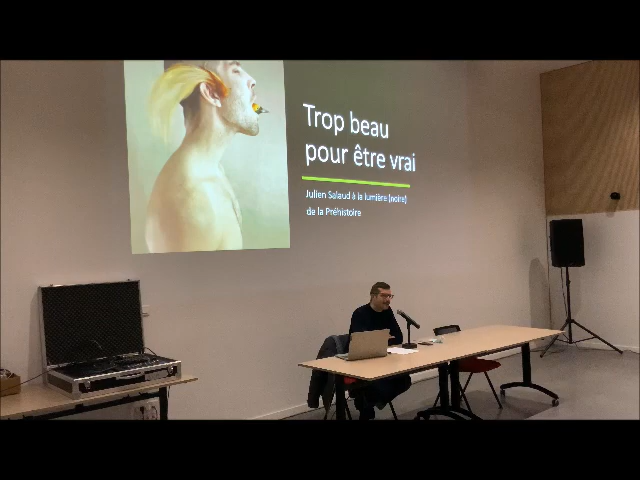 Trop beau
pour être vrai
Julien Salaud à la lumière (noire)
de la Préhistoire